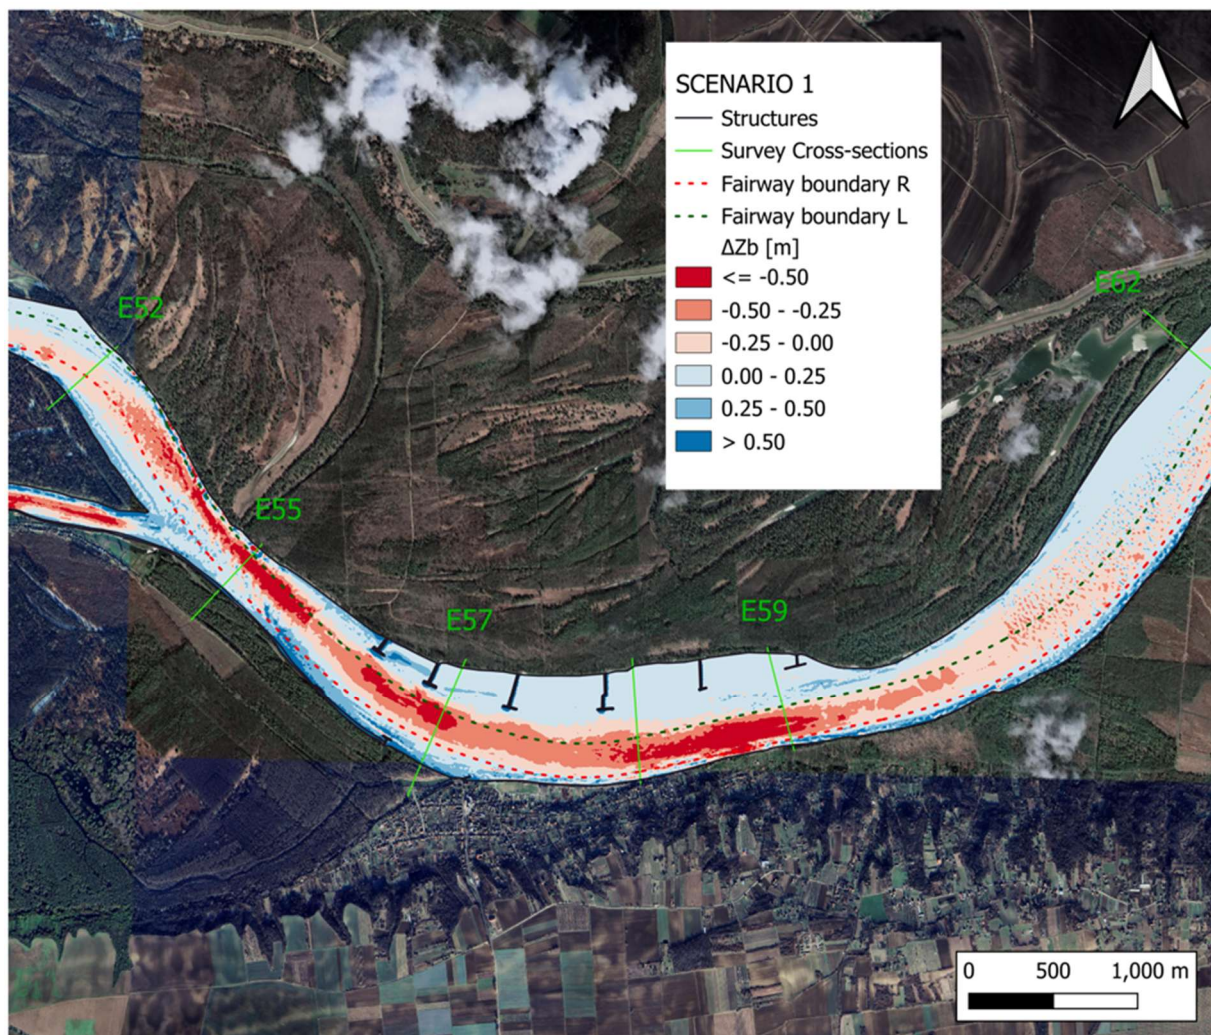 SCENARIO 1
Structures
Survey Cross-sections
Fairway boundary R
Fairway boundary L
ΔZb [m]
<= -0.50
-0.50 - -0.25
-0.25 - 0.00
0.00 - 0.25
0.25 - 0.50
> 0.50
E62
E52
E55
E57
E59
0 500 1,000 m